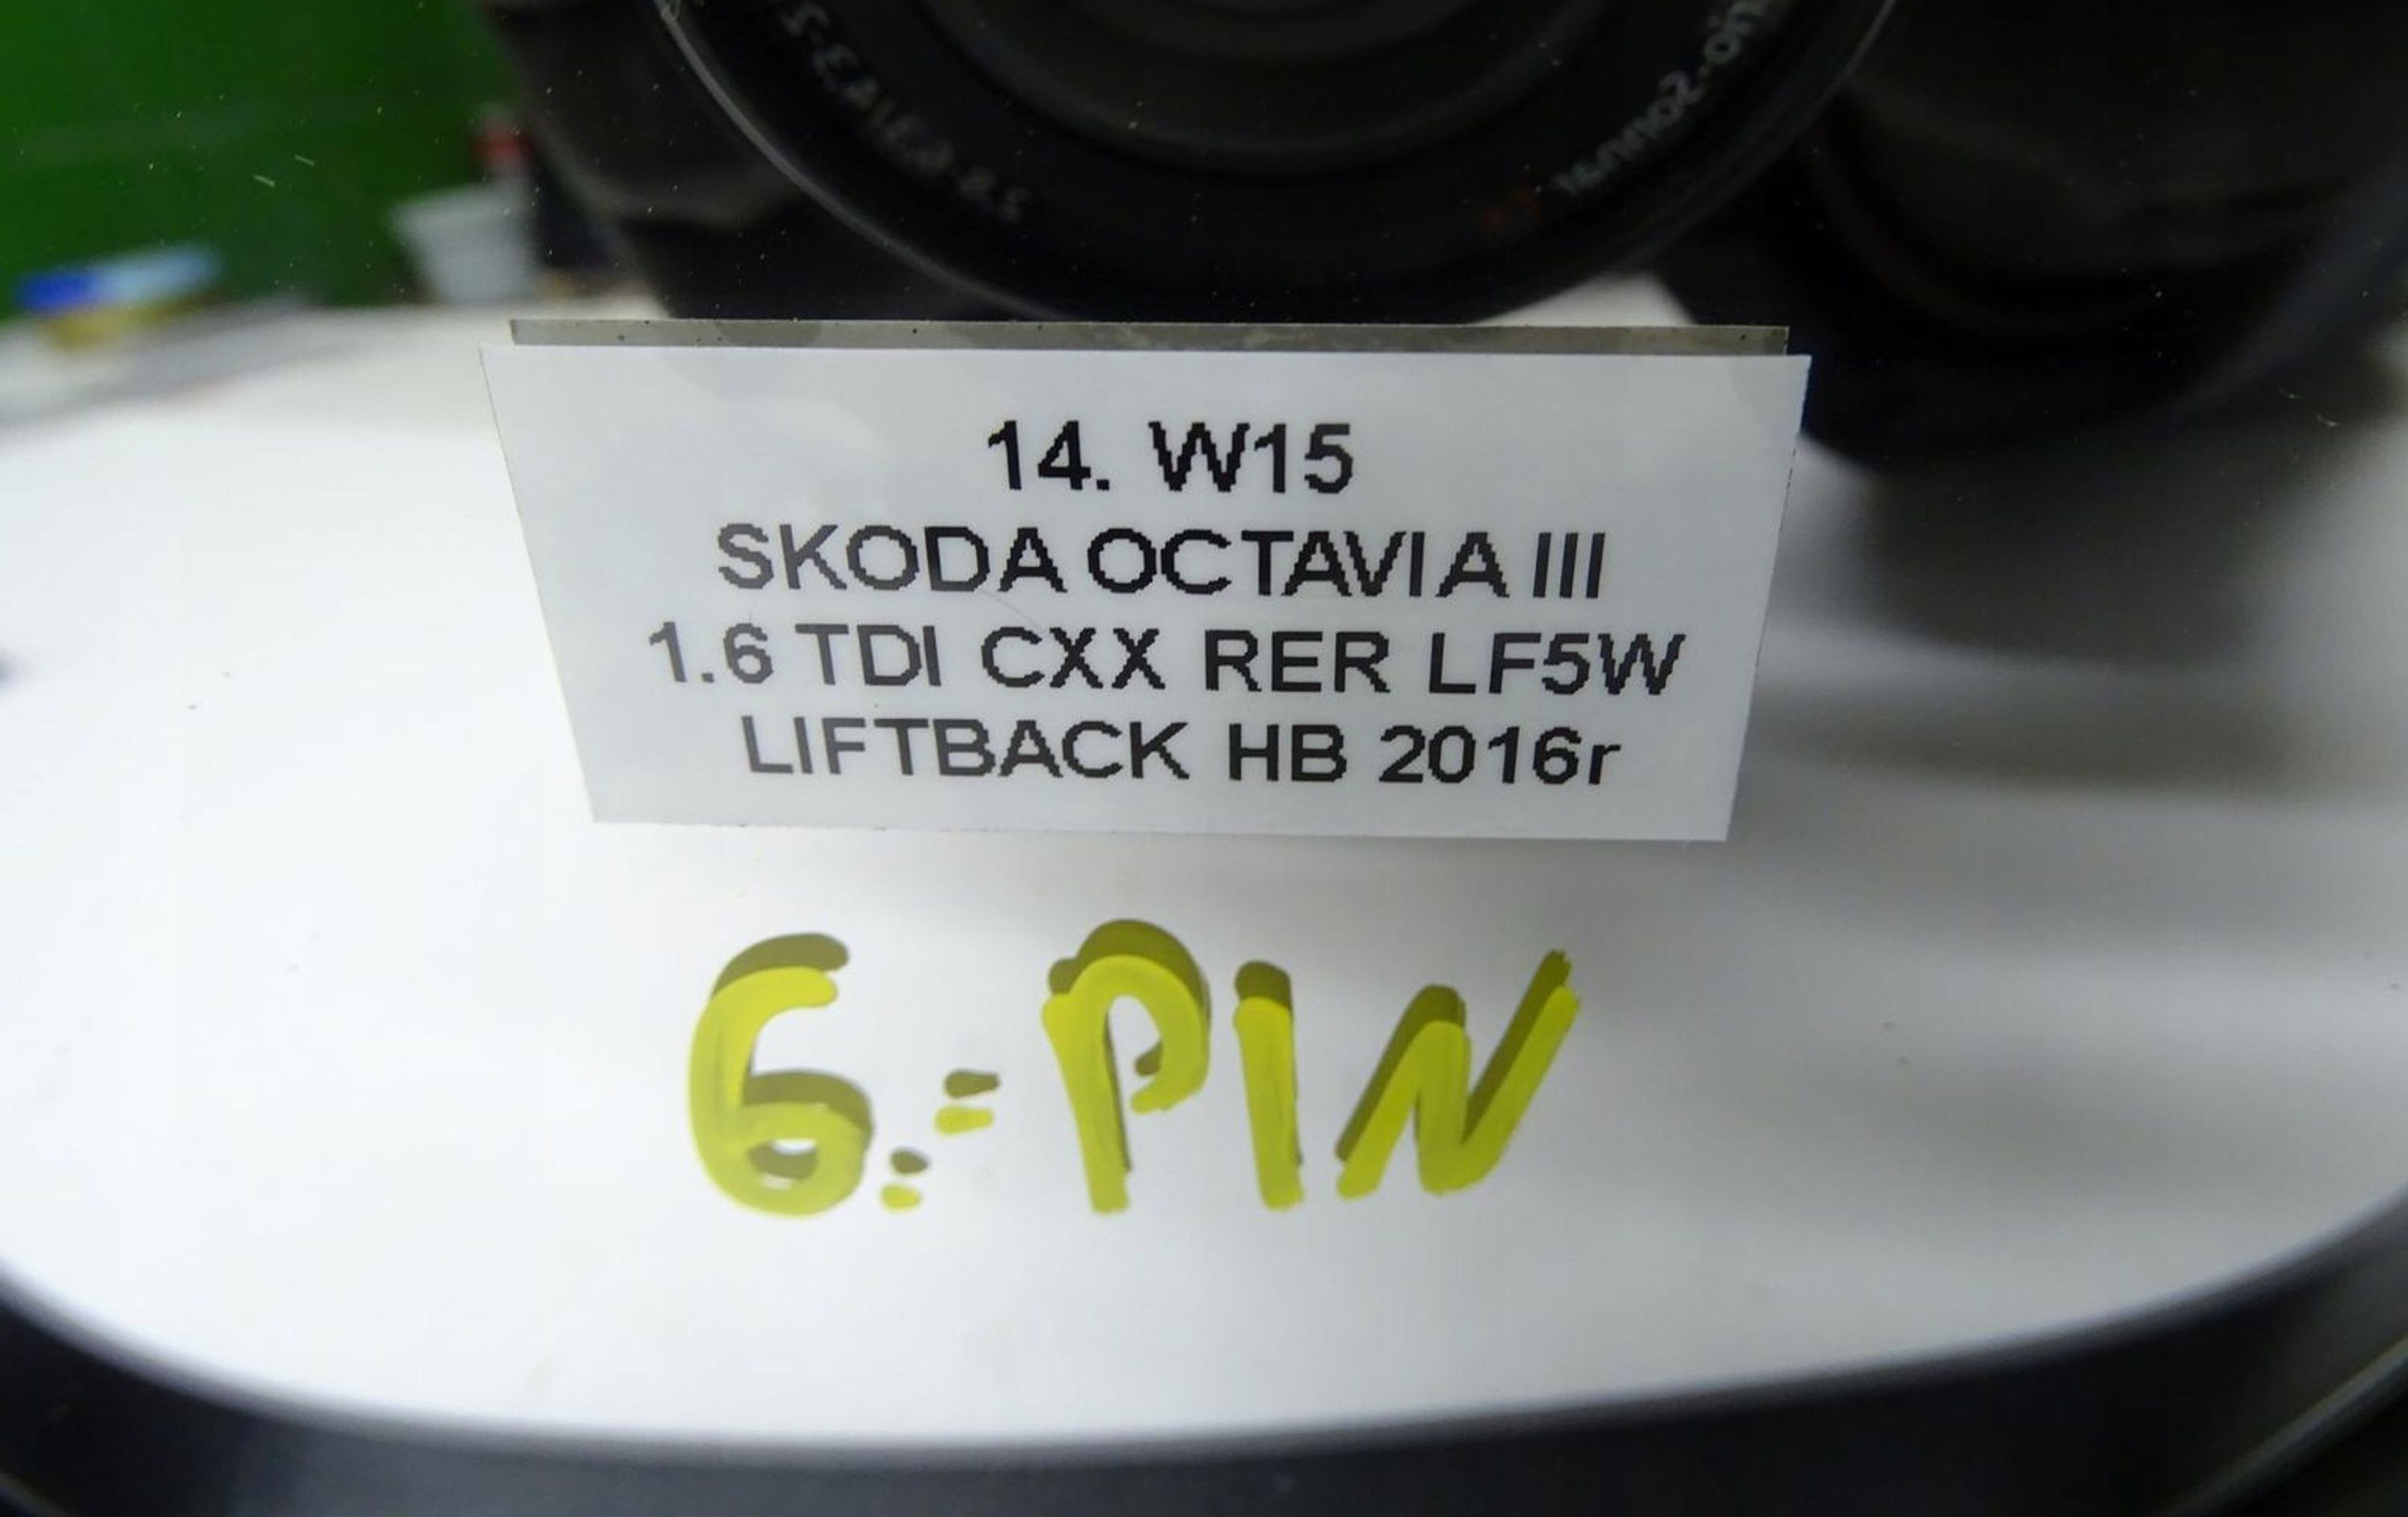 14. W15
SKODA OCTAVIA III
1.6 TDI CXX RER LF5W
LIFTBACK HB 2016r
6.-PIN